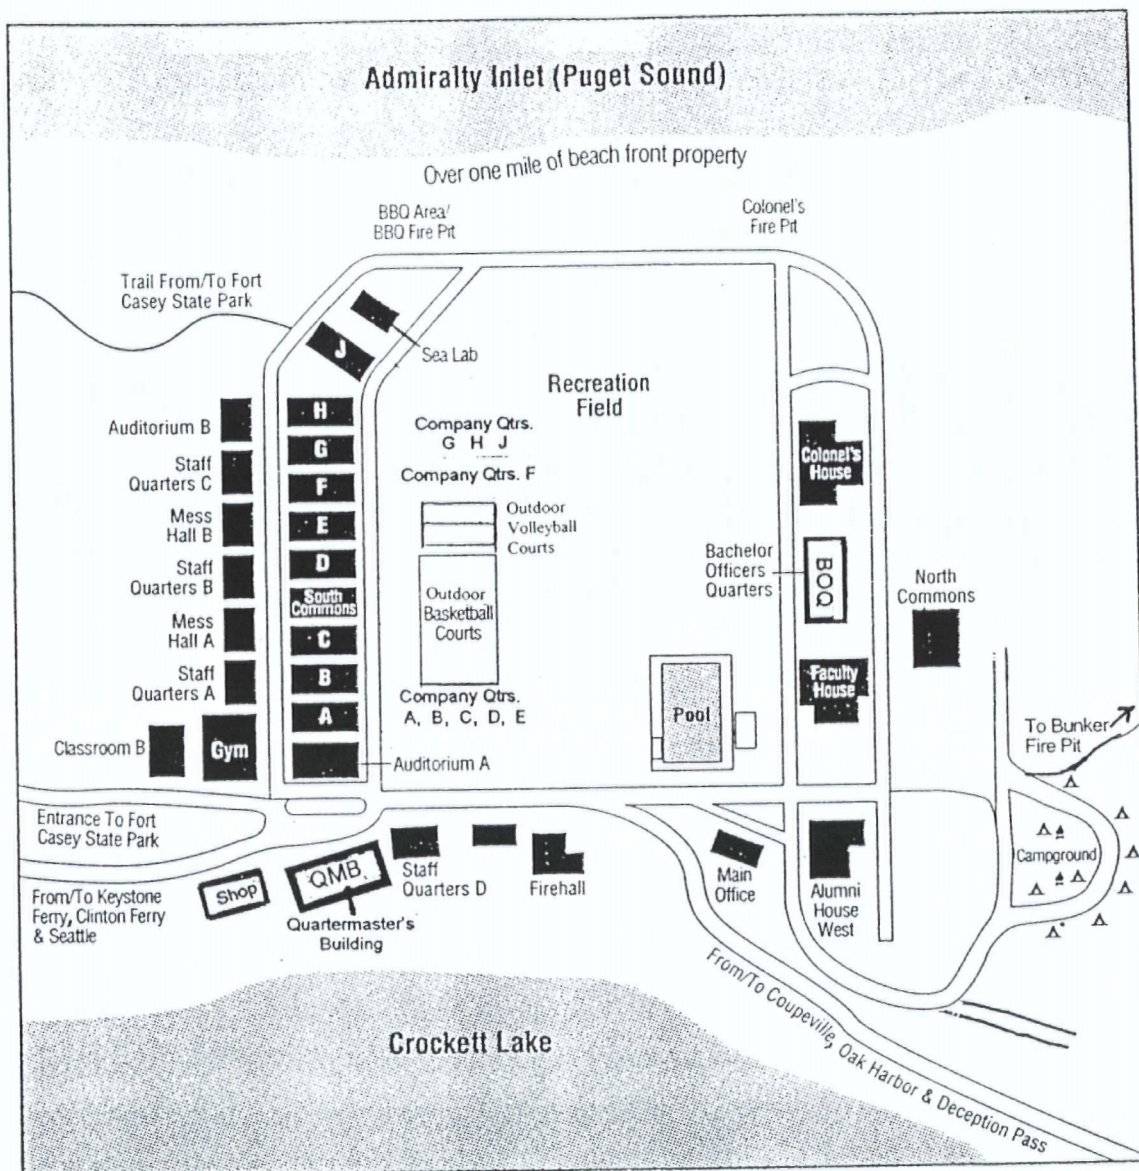 Admiralty Inlet (Puget Sound)
Over one mile of beach front property
BBQ Area/
BBQ Fire Pit
Colonel's
Fire Pit
Trail From/To Fort
Casey State Park
Sea Lab
J
Recreation
Field
H
G
F
E
D
South
Commons
C
B
A
Auditorium B
Staff
Quarters C
Mess
Hall B
Staff
Quarters B
Mess
Hall A
Staff
Quarters A
Classroom B
Gym
Auditorium A
Company Qtrs.
G H J
Company Qtrs. F
Outdoor
Volleyball
Courts
Outdoor
Basketball
Courts
Company Qtrs.
A, B, C, D, E
Pool
Colonel's
House
Bachelor
Officers
Quarters
BOQ
North
Commons
Faculty
House
To Bunker
Fire Pit
Campground
Entrance To Fort
Casey State Park
From/To Keystone
Ferry, Clinton Ferry
& Seattle
Shop
QMB
Quartermaster's
Building
Staff
Quarters D
Firehall
Main
Office
Alumni
House
West
From/To Coupeville, Oak Harbor & Deception Pass
Crockett Lake